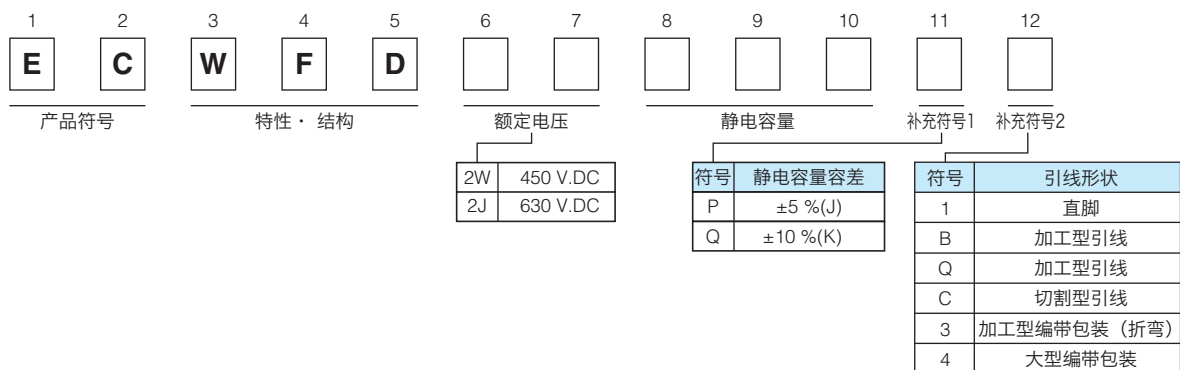 1 2 3 4 5 6 7 8 9 10 11 12
E C W F D
产品符号 特性・ 结构 额定电压 静电容量 补充符号1 补充符号2
2W 450 V.DC
2J 630 V.DC
符号 静电容量容差
P ±5 %(J)
Q ±10 %(K)
符号 引线形状
1 直脚
B 加工型引线
Q 加工型引线
C 切割型引线
3 加工型编带包装（折弯）
4 大型编带包装